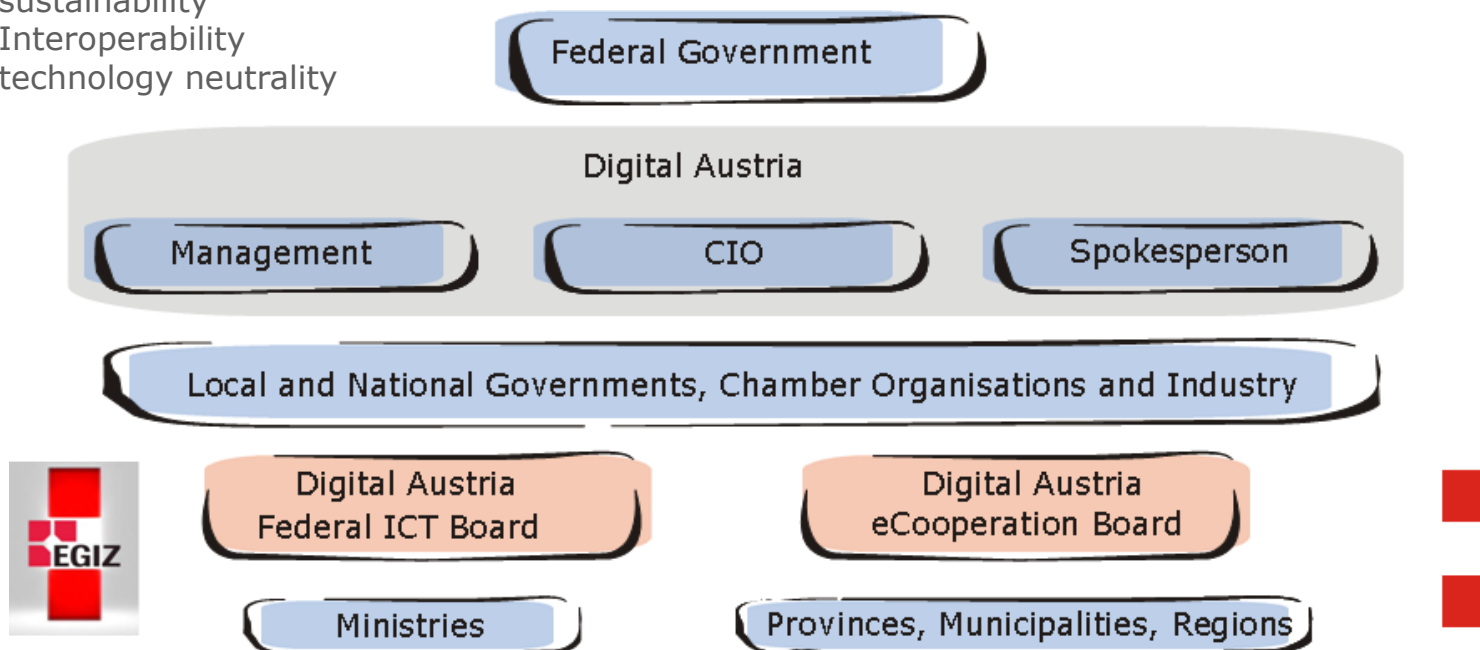 sustainability
Interoperability
technology neutrality
Federal Government
Digital Austria
Management
CIO
Spokesperson
Local and National Governments, Chamber Organisations and Industry
EGIZ
Digital Austria
Federal ICT Board
Digital Austria
eCooperation Board
Ministries
Provinces, Municipalities, Regions